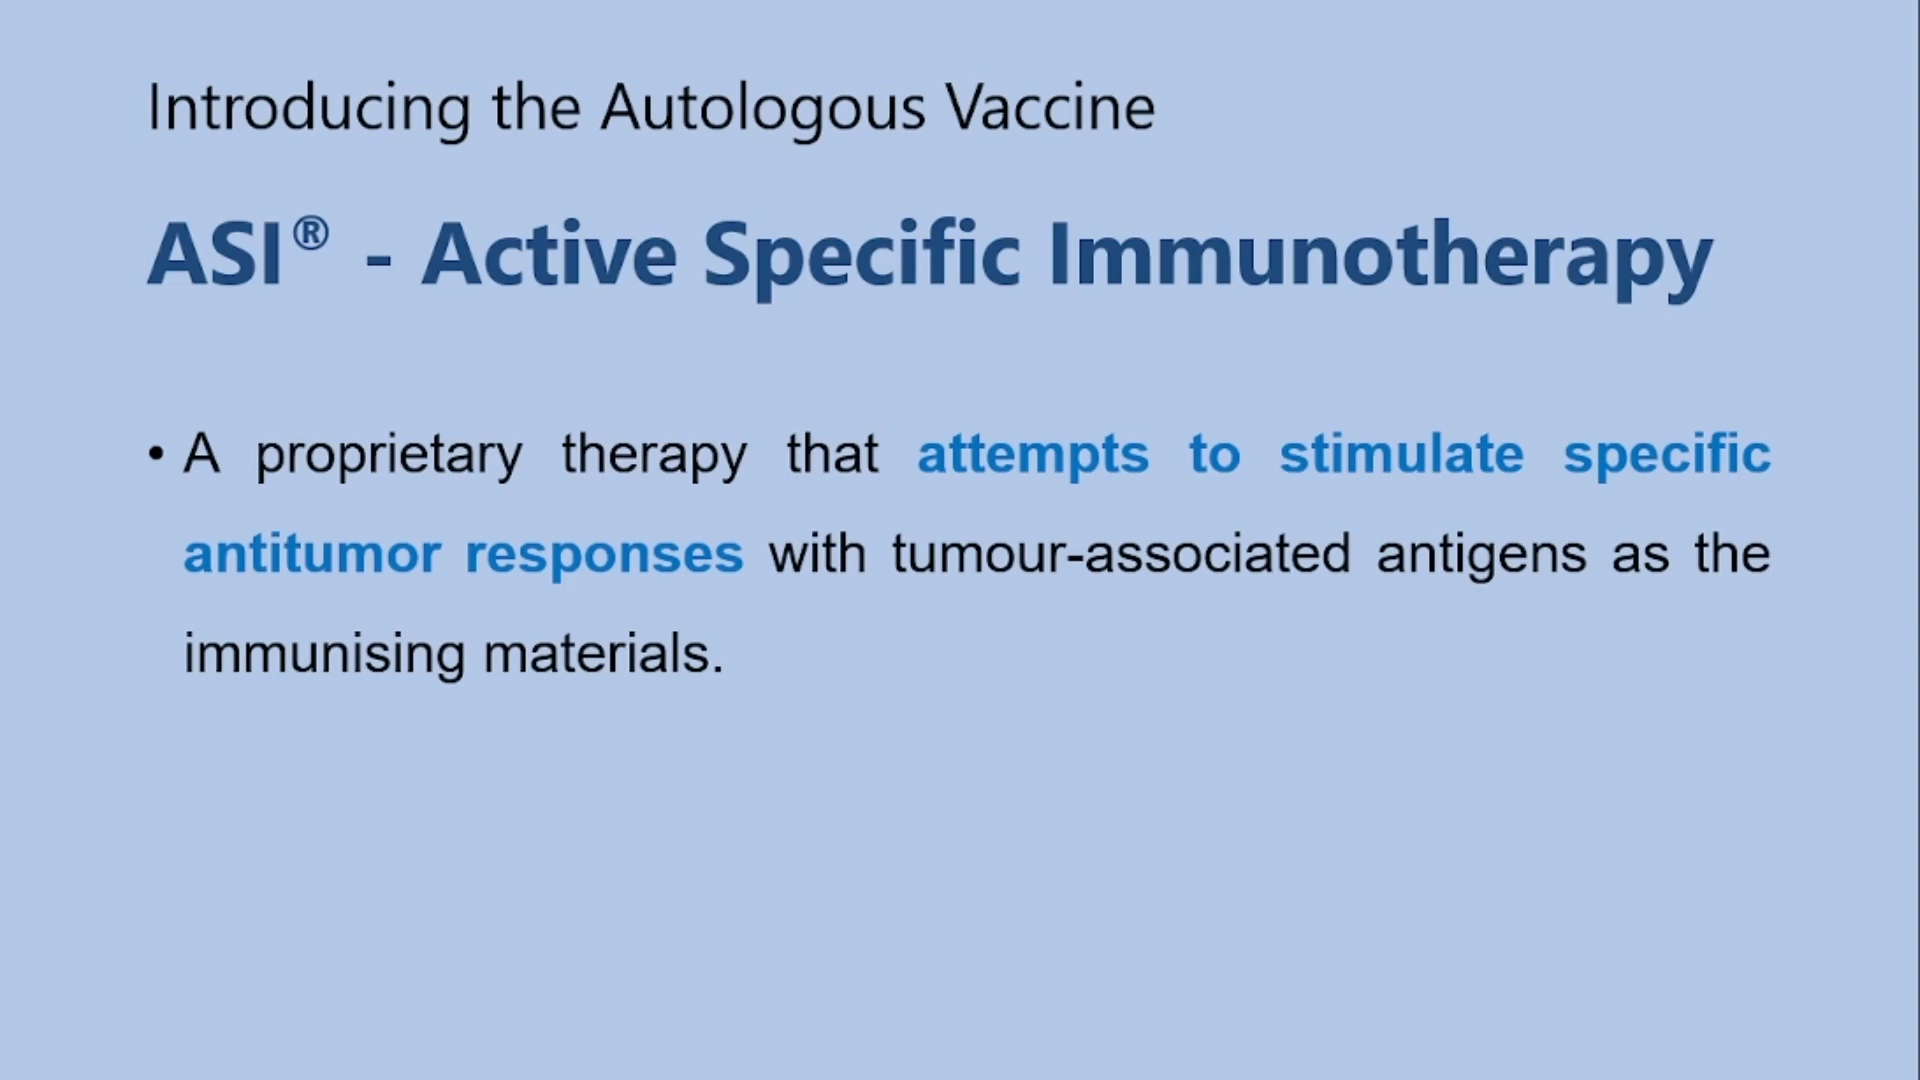 Introducing the Autologous Vaccine
ASI® - Active Specific Immunotherapy
• A proprietary therapy that attempts to stimulate specific
antitumor responses with tumour-associated antigens as the
immunising materials.